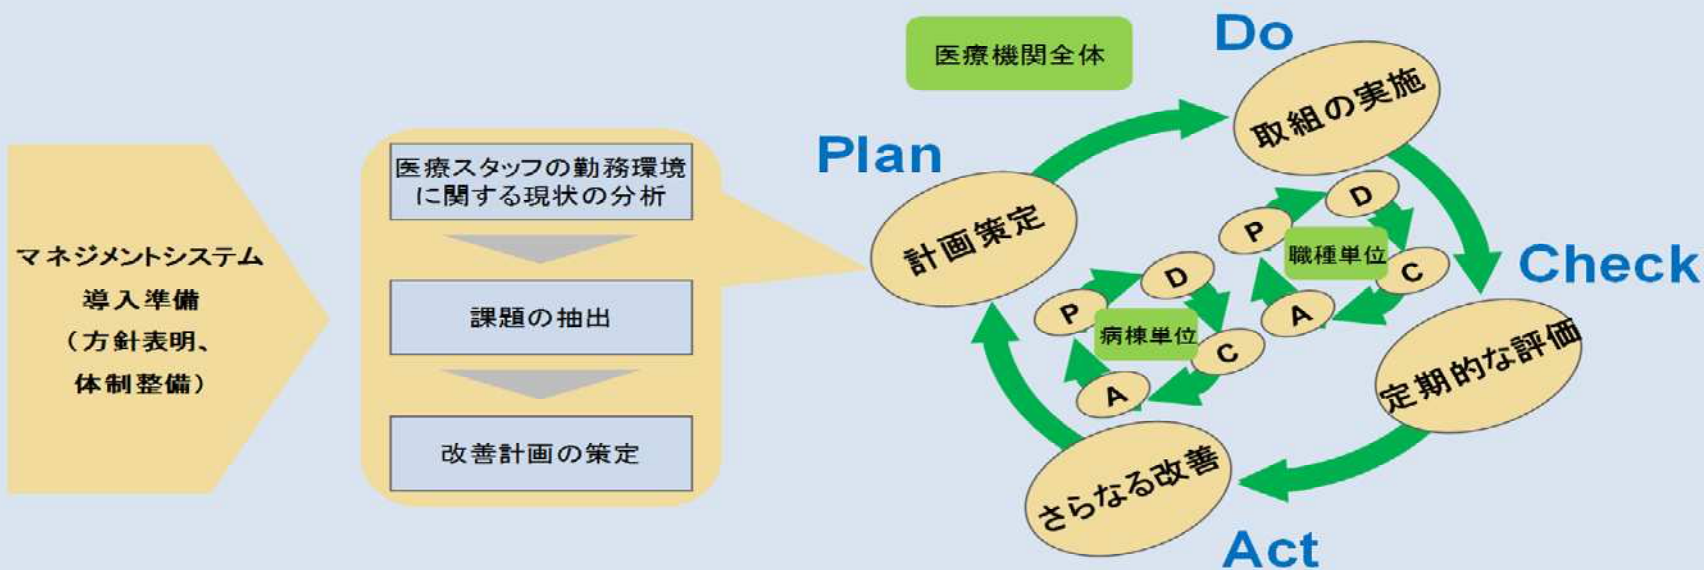 マネジメントシステム
導入準備
（方針表明、
体制整備）
医療スタッフの勤務環境
に関する現状の分析
課題の抽出
改善計画の策定
医療機関全体
Plan
計画策定
Do
取組の実施
Check
定期的な評価
Act
さらなる改善
P
D
職種単位
C
A
P
D
病棟単位
C
A